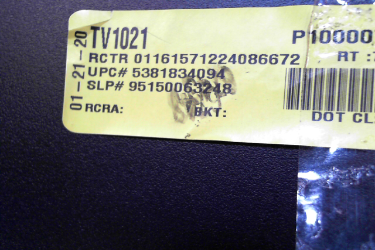 01-21-20
TV1021 P10000
RCTR 01161571224086672 RT :
UPC# 5381834094
SLP# 95150063248
RCRA: BKT:
DOT CL